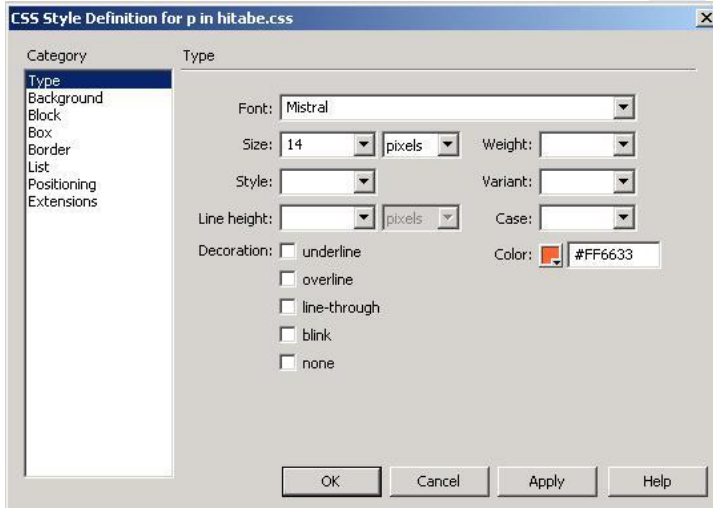 CSS Style Definition for p in hitabe.css
Category
Type
Type
Background
Block
Box
Border
List
Positioning
Extensions
Font: Mistral
Size: 14 pixels Weight:
Style: Variant:
Line height: pixels Case:
Decoration: underline Color: #FF6633
overline
line-through
blink
none
OK Cancel Apply Help